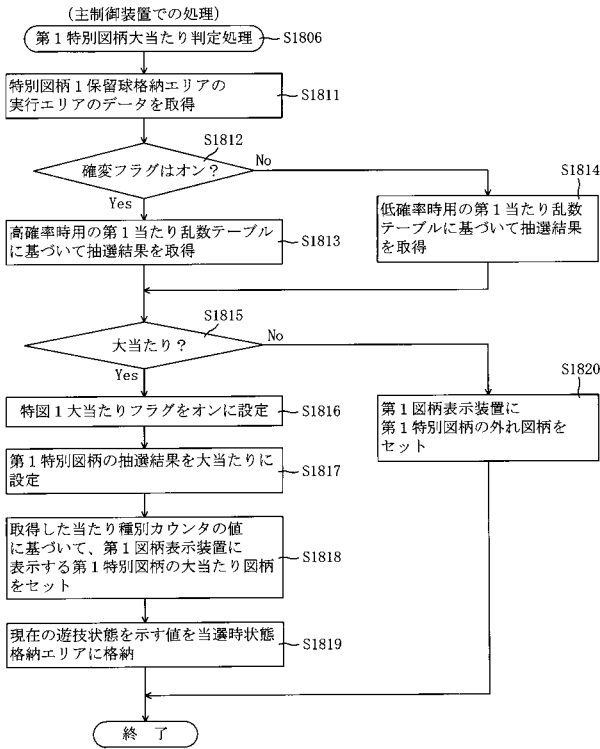 (主制御装置での処理)
第1特別図柄大当たり判定処理
S1806
特別図柄1保留球格納エリアの
実行エリアのデータを取得
S1811
S1812
確変フラグはオン?
No
Yes
S1814
高確率時用の第1当たり乱数テーブル
に基づいて抽選結果を取得
S1813
低確率時用の第1当たり乱数
テーブルに基づいて抽選結果
を取得
S1815
大当たり?
No
Yes
S1820
特図1大当たりフラグをオンに設定
S1816
第1図柄表示装置に
第1特別図柄の外れ図柄を
セット
第1特別図柄の抽選結果を大当たりに
設定
S1817
取得した当たり種別カウンタの値
に基づいて、第1図柄表示装置に
表示する第1特別図柄の大当たり図柄
をセット
S1818
現在の遊技状態を示す値を当選時状態
格納エリアに格納
S1819
終 了